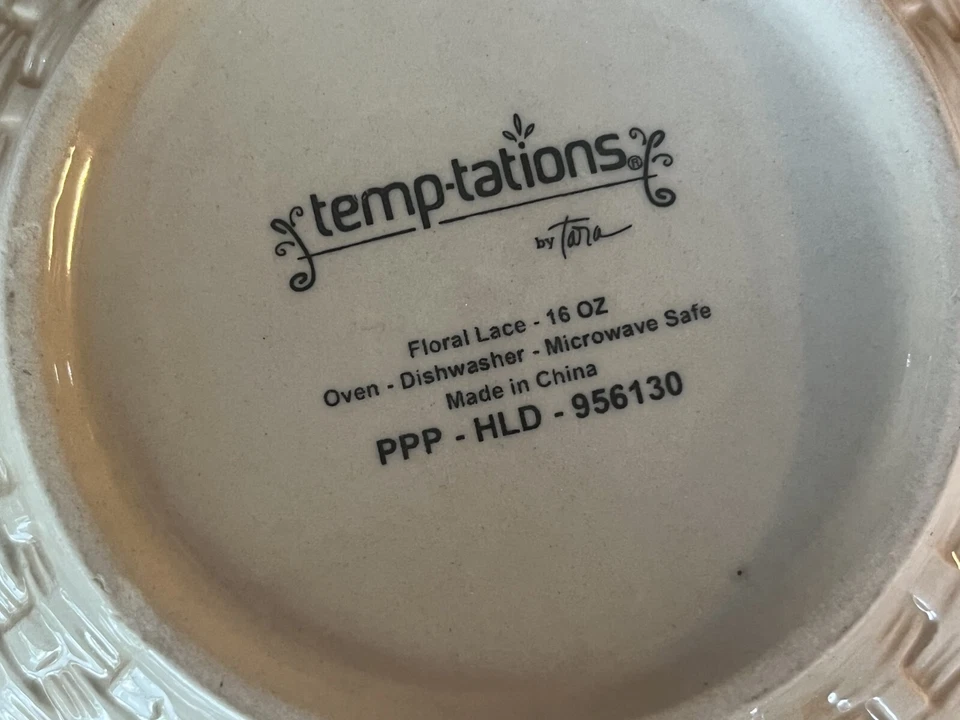 temp-tations®
by Tara
Floral Lace - 16 OZ
Oven - Dishwasher - Microwave Safe
Made in China
PPP - HLD - 956130